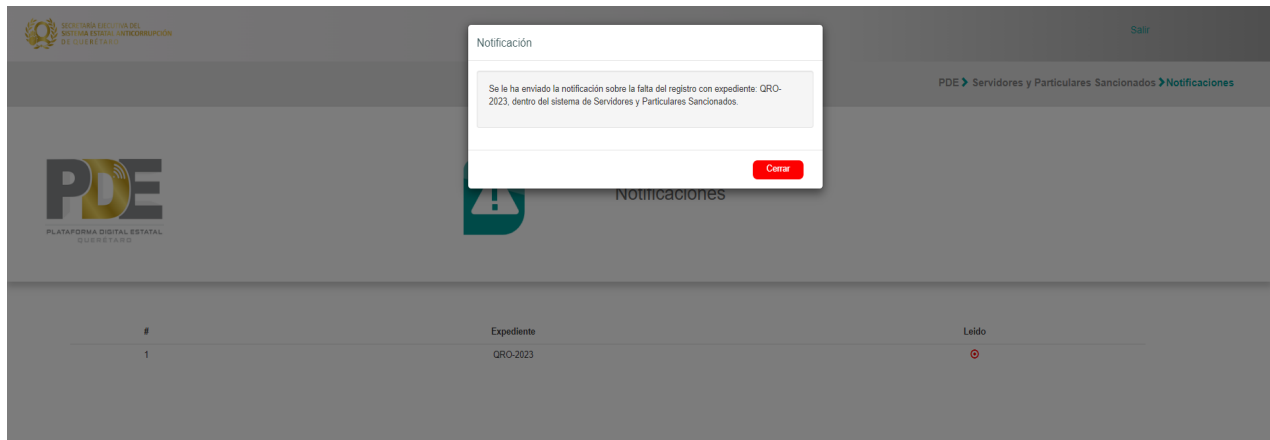 SECRETARÍA EJECUTIVA DEL
SISTEMA ESTATAL ANTICORRUPCIÓN
DE QUERÉTARO
Salir
Notificación
Se le ha enviado la notificación sobre la falta del registro con expediente: QRO-
2023, dentro del sistema de Servidores y Particulares Sancionados.
Cerrar
PDE Servidores y Particulares Sancionados Notificaciones
PDE
PLATAFORMA DIGITAL ESTATAL
QUERÉTARO
Notificaciones
# Expediente Leido
1 QRO-2023